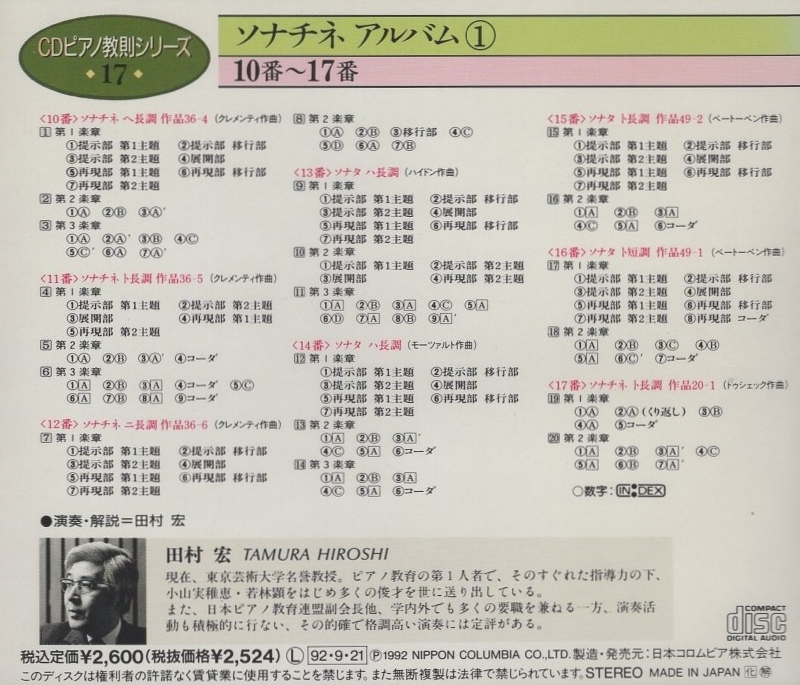 CDピアノ教則シリーズ
17
ソナチネ アルバム①
10番〜17番
〈10番〉ソナチネ ヘ長調 作品36-4(クレメンティ作曲)
1 第1楽章
①提示部 第1主題 ②提示部 移行部
③提示部 第2主題 ④展開部
⑤再現部 第1主題 ⑥再現部 移行部
⑦再現部 第2主題
2 第2楽章
①Ⓐ ②Ⓑ ③Ⓐ'
3 第3楽章
①Ⓐ ②Ⓐ' ③Ⓑ ④Ⓒ
⑤Ⓒ' ⑥Ⓐ ⑦Ⓐ'
〈11番〉ソナチネ ト長調 作品36-5(クレメンティ作曲)
4 第1楽章
①提示部 第1主題 ②提示部 第2主題
③展開部 ④再現部 第1主題
⑤再現部 第2主題
5 第2楽章
①Ⓐ ②Ⓑ ③Ⓐ' ④コーダ
6 第3楽章
①A ②B ③A ④コーダ ⑤Ⓒ
⑥A ⑦B ⑧A ⑨コーダ
〈12番〉ソナチネ ニ長調 作品36-6(クレメンティ作曲)
7 第1楽章
①提示部 第1主題 ②提示部 移行部
③提示部 第2主題 ④展開部
⑤再現部 第1主題 ⑥再現部 移行部
⑦再現部 第2主題
8 第2楽章
①Ⓐ ②Ⓑ ③移行部 ④Ⓒ
⑤Ⓓ ⑥Ⓐ ⑦Ⓑ
〈13番〉ソナタ ハ長調(ハイドン作曲)
9 第1楽章
①提示部 第1主題 ②提示部 移行部
③提示部 第2主題 ④展開部
⑤再現部 第1主題 ⑥再現部 移行部
⑦再現部 第2主題
10 第2楽章
①提示部 第1主題 ②提示部 第2主題
③展開部 ④再現部 第2主題
11 第3楽章
①A ②Ⓑ ③A ④Ⓒ ⑤A
⑥Ⓓ ⑦A ⑧Ⓑ ⑨A'
〈14番〉ソナタ ハ長調(モーツァルト作曲)
12 第1楽章
①提示部 第1主題 ②提示部 移行部
③提示部 第2主題 ④展開部
⑤再現部 第1主題 ⑥再現部 移行部
⑦再現部 第2主題
13 第2楽章
①A ②Ⓑ ③A'
④Ⓒ ⑤A ⑥コーダ
14 第3楽章
①A ②Ⓑ ③A
④Ⓒ ⑤A ⑥コーダ
〈15番〉ソナタ ト長調 作品49-2(ベートーベン作曲)
15 第1楽章
①提示部 第1主題 ②提示部 移行部
③提示部 第2主題 ④展開部
⑤再現部 第1主題 ⑥再現部 移行部
⑦再現部 第2主題
16 第2楽章
①A ②Ⓑ ③A
④Ⓒ ⑤A ⑥コーダ
〈16番〉ソナタ ト短調 作品49-1(ベートーベン作曲)
17 第1楽章
①提示部 第1主題 ②提示部 移行部
③提示部 第2主題 ④展開部
⑤再現部 第1主題 ⑥再現部 移行部
⑦再現部 第2主題 ⑧再現部 コーダ
18 第2楽章
①A ②Ⓑ ③Ⓒ ④Ⓑ
⑤A ⑥Ⓒ' ⑦コーダ
〈17番〉ソナチネ ト長調 作品20-1(ドゥシェック作曲)
19 第1楽章
①Ⓐ ②Ⓐ(くり返し) ③Ⓑ
④Ⓐ ⑤コーダ
20 第2楽章
①A ②Ⓑ ③A' ④Ⓒ
⑤A ⑥Ⓑ ⑦A'
○数字:INDEX
●演奏・解説=田村 宏
田村 宏 TAMURA HIROSHI
現在、東京芸術大学名誉教授。ピアノ教育の第1人者で、そのすぐれた指導力の下、
小山実稚恵・若林顕をはじめ多くの俊才を世に送り出している。
また、日本ピアノ教育連盟副会長他、学内外でも多くの要職を兼ねる一方、演奏活
動も積極的に行ない、その的確で格調高い演奏には定評がある。
COMPACT
disc
DIGITAL AUDIO
税込定価¥2,600(税抜価格¥2,524) Ⓛ 92・9・21 Ⓟ1992 NIPPON COLUMBIA CO.,LTD. 製造・発売元:日本コロムビア株式会社
このディスクは権利者の許諾なく賃貸業に使用することを禁じます。また無断複製は法律で禁じられています。STEREO MADE IN JAPAN 化 解